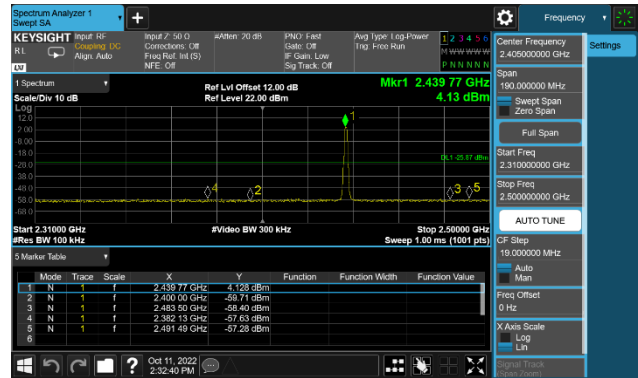 Spectrum Analyzer 1
Swept SA
Frequency
KEYSIGHT
RL
LXI
Input: RF
Coupling: DC
Align: Auto
Input Z: 50 Ω
Corrections: Off
Freq Ref: Int (S)
NFE: Off
#Atten: 20 dB
PNO: Fast
Gate: Off
IF Gain: Low
Sig Track: Off
Avg Type: Log-Power
Trig: Free Run
1 2 3 4 5 6
M W W W W W
P N N N N N
1 Spectrum
Scale/Div 10 dB
Log
Ref Lvl Offset 12.00 dB
Ref Level 22.00 dBm
Mkr1 2.439 77 GHz
4.13 dBm
12.0
2.00
-8.00
-18.0
-28.0
-38.0
-48.0
-58.0
-68.0
1
DL1 -25.87 dBm
4
2
3
5
Start 2.31000 GHz
#Res BW 100 kHz
#Video BW 300 kHz
Stop 2.50000 GHz
Sweep 1.00 ms (1001 pts)
5 Marker Table
Mode Trace Scale X Y Function Function Width Function Value
1 N 1 f 2.439 77 GHz 4.128 dBm
2 N 1 f 2.400 00 GHz -59.71 dBm
3 N 1 f 2.483 50 GHz -58.40 dBm
4 N 1 f 2.382 13 GHz -57.63 dBm
5 N 1 f 2.491 49 GHz -57.28 dBm
6
Oct 11, 2022
2:32:40 PM
Center Frequency
2.405000000 GHz
Settings
Span
190.000000 MHz
Swept Span
Zero Span
Full Span
Start Freq
2.310000000 GHz
Stop Freq
2.500000000 GHz
AUTO TUNE
CF Step
19.000000 MHz
Auto
Man
Freq Offset
0 Hz
X Axis Scale
Log
Lin
Signal Track
(Span Zoom)